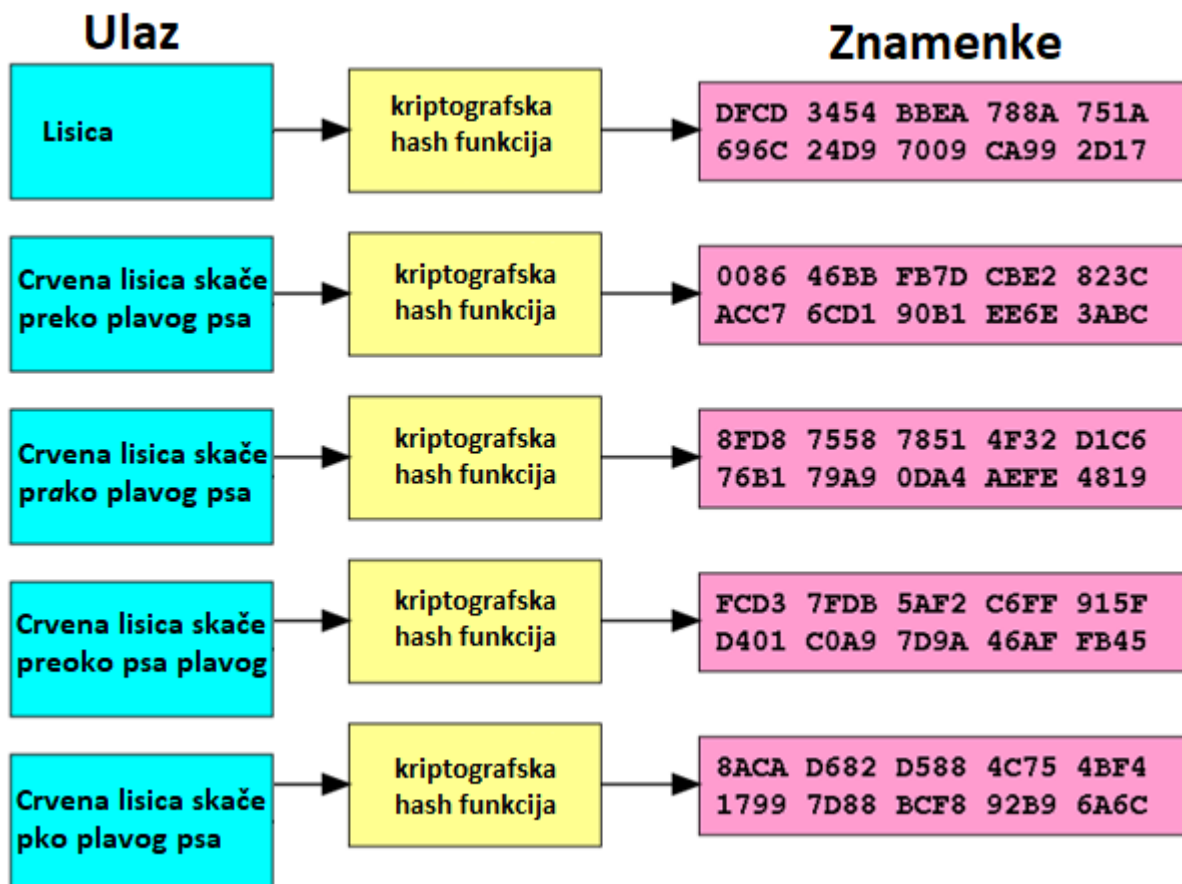 Ulaz
Znamenke
Lisica
kriptografska
hash funkcija
DFCD 3454 BBEA 788A 751A
696C 24D9 7009 CA99 2D17
Crvena lisica skače
preko plavog psa
kriptografska
hash funkcija
0086 46BB FB7D CBE2 823C
ACC7 6CD1 90B1 EE6E 3ABC
Crvena lisica skače
prako plavog psa
kriptografska
hash funkcija
8FD8 7558 7851 4F32 D1C6
76B1 79A9 0DA4 AEFE 4819
Crvena lisica skače
preoko psa plavog
kriptografska
hash funkcija
FCD3 7FDB 5AF2 C6FF 915F
D401 C0A9 7D9A 46AF FB45
Crvena lisica skače
pko plavog psa
kriptografska
hash funkcija
8ACA D682 D588 4C75 4BF4
1799 7D88 BCF8 92B9 6A6C